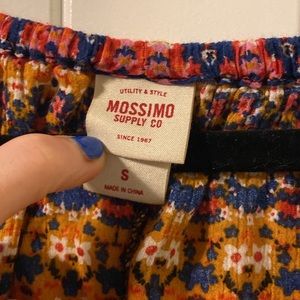 UTILITY & STYLE
MOSSIMO
SUPPLY CO
SINCE 1987
S
MADE IN CHINA